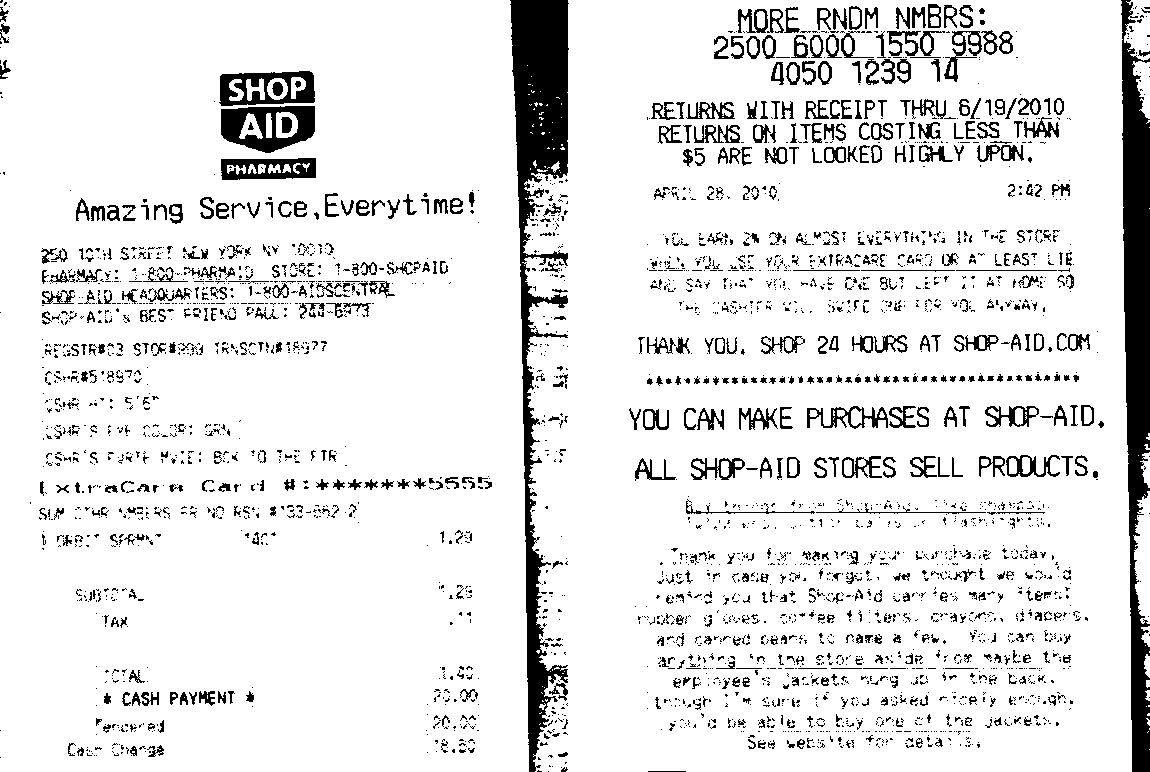 SHOP
AID
PHARMACY
Amazing Service,Everytime!
250 10TH STREET NEW YORK NY 10010
PHARMACY: 1-800-PHARMAID STORE: 1-800-SHOPAID
SHOP AID HEADQUARTERS: 1-800-AIDSCENTRAL
SHOP-AID's BEST FRIEND PAUL: 244-6973
REGSTR#03 STOR#899 TRNSCTN#18977
CSHR#518970
CSHR HT: 5'6"
CSHR'S EYE COLOR: GRN
CSHR'S FVRTE MVIE: BCK TO THE FTR
ExtraCare Card #:*******5555
SUM OTHR NMBERS FR NO RSN #'33-662-2
1 ORBIT SPRMNT 14CT 1.29
SUBTOTAL 1.29
TAX .11
TOTAL 1.40
* CASH PAYMENT * 20.00
Tendered 20.00
Cash Change 18.60
MORE RNDM NMBRS:
2500 6000 1550 9988
4050 1239 14
RETURNS WITH RECEIPT THRU 6/19/2010
RETURNS ON ITEMS COSTING LESS THAN
$5 ARE NOT LOOKED HIGHLY UPON.
APRIL 28, 2010 2:42 PM
YOU EARN 2% ON ALMOST EVERYTHING IN THE STORE
WHEN YOU USE YOUR EXTRACARE CARD OR AT LEAST LIE
AND SAY THAT YOU HAVE ONE BUT LEFT IT AT HOME SO
THE CASHIER WILL SWIPE ONE FOR YOU ANYWAY.
THANK YOU. SHOP 24 HOURS AT SHOP-AID.COM
********************************************
YOU CAN MAKE PURCHASES AT SHOP-AID.
ALL SHOP-AID STORES SELL PRODUCTS.
Buy things from Shop-Aid, like shampoo
flashlights.
Thank you for making your purchase today.
Just in case you forgot, we thought we would
remind you that Shop-Aid carries many items:
rubber gloves, coffee filters, crayons, diapers,
and canned beans to name a few. You can buy
anything in the store aside from maybe the
employee's jackets hung up in the back,
though I'm sure if you asked nicely enough,
you'd be able to buy one of the jackets.
See website for details.